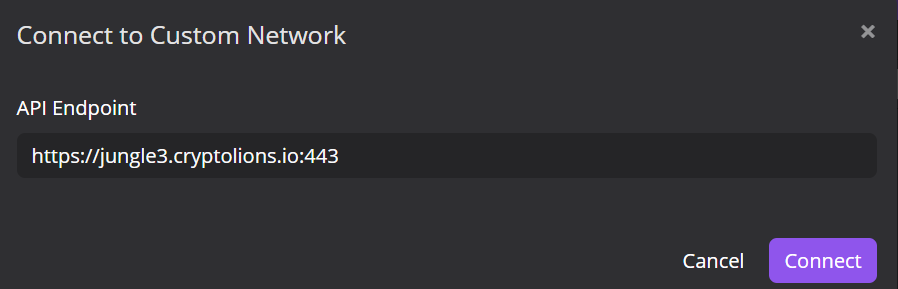 Connect to Custom Network
API Endpoint
https://jungle3.cryptolions.io:443
Cancel Connect